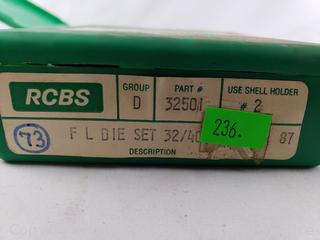 RCBS
GROUP
D
PART #
32501
USE SHELL HOLDER
# 2
236.
73
F L DIE SET 32/40
87
DESCRIPTION